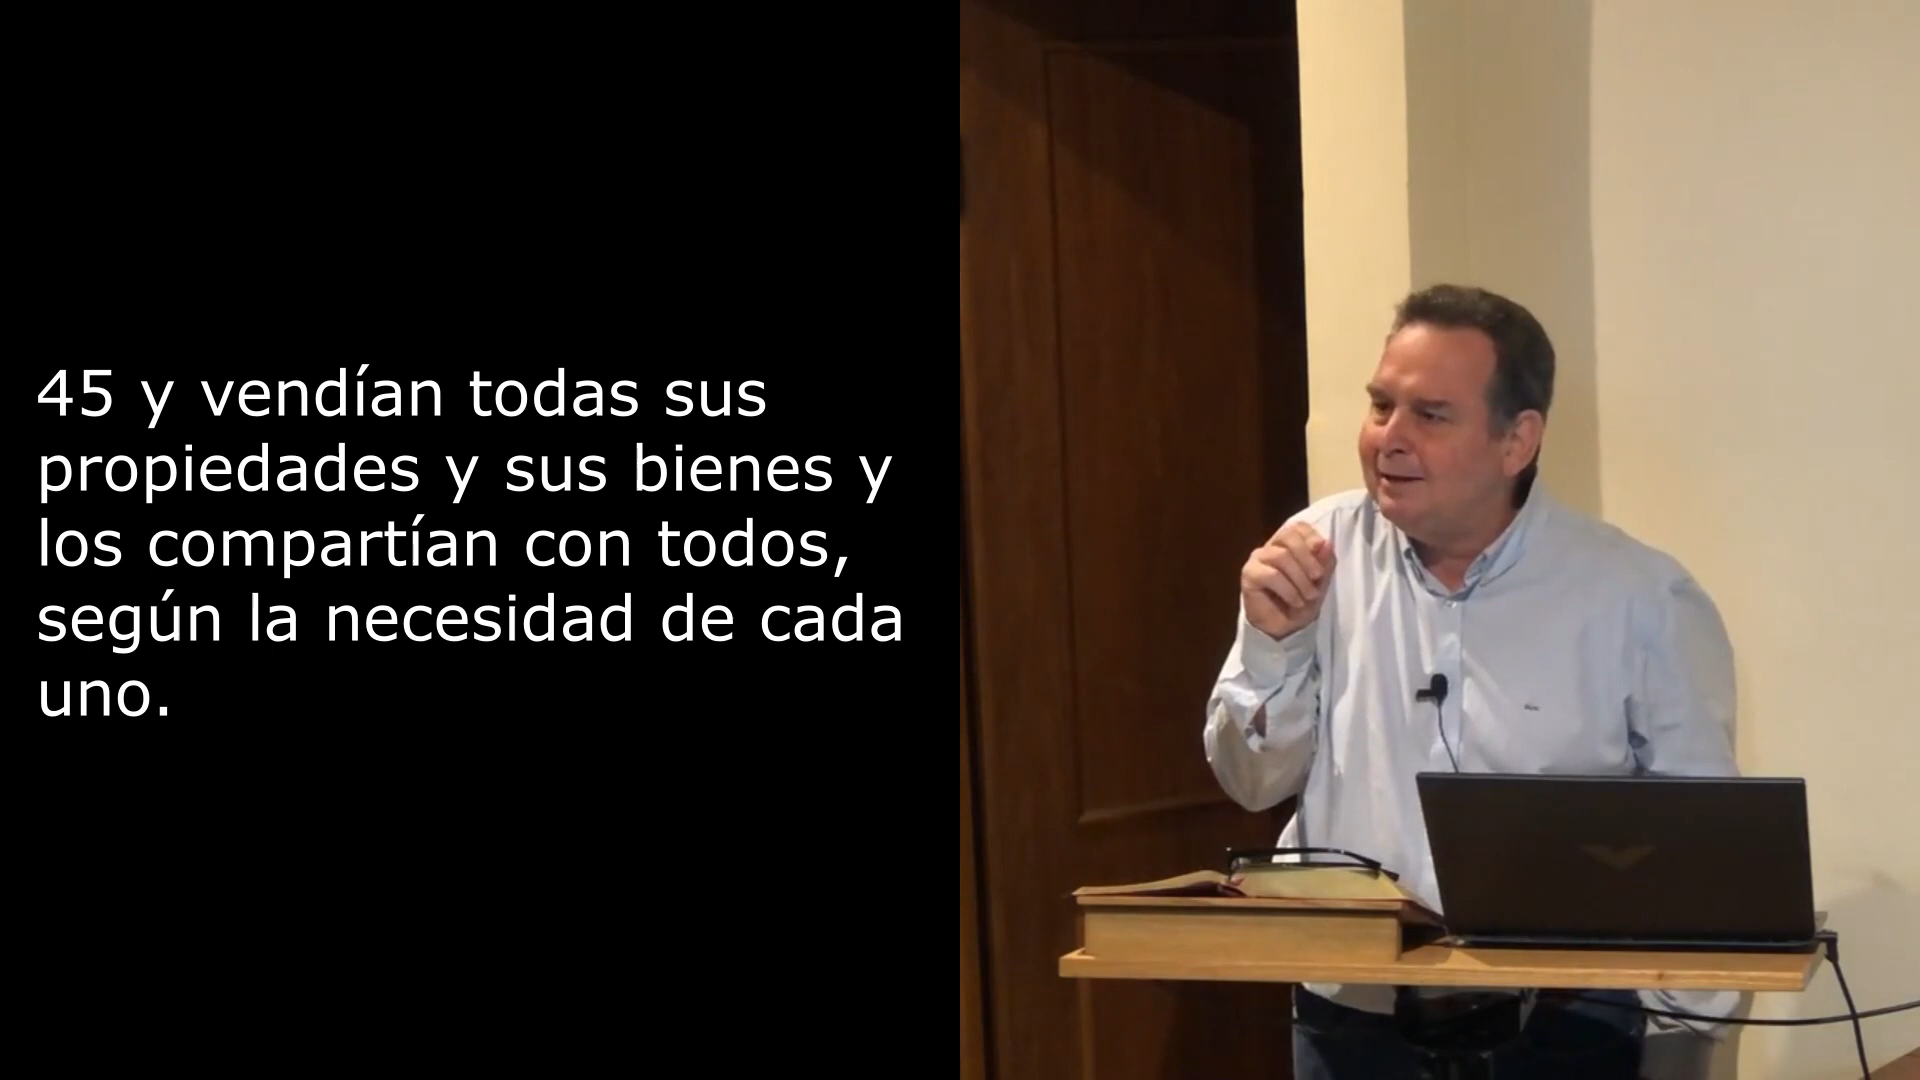 45 y vendían todas sus
propiedades y sus bienes y
los compartían con todos,
según la necesidad de cada
uno.